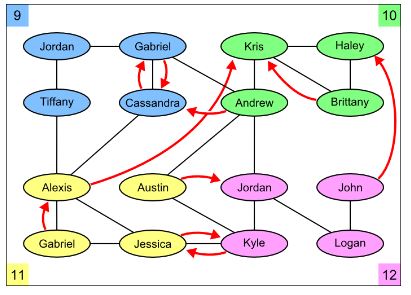 9
10
Jordan
Gabriel
Kris
Haley
Tiffany
Cassandra
Andrew
Brittany
Alexis
Austin
Jordan
John
Gabriel
Jessica
Kyle
Logan
11
12